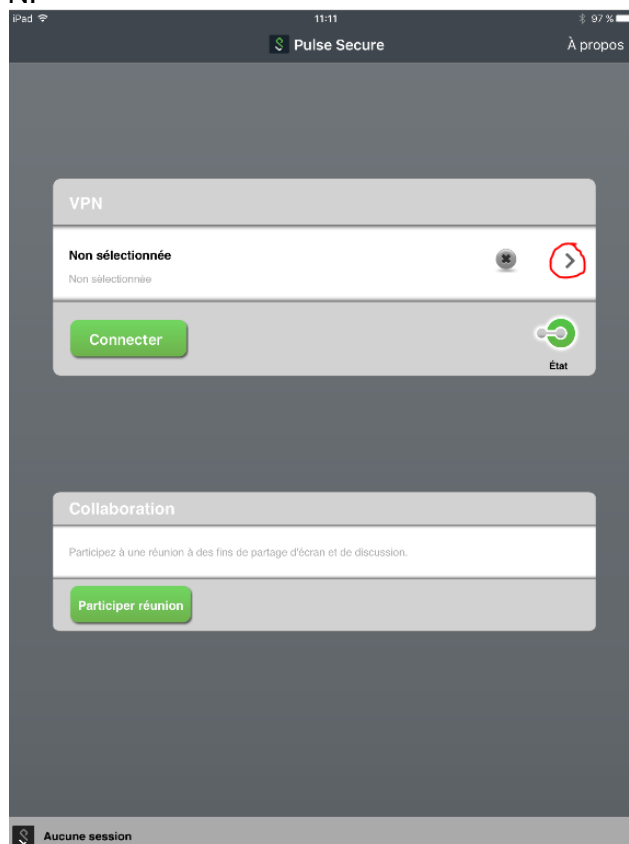 iPad 11:11 97 %
Pulse Secure À propos
VPN
Non sélectionnée
Non sélectionnée
Connecter
État
Collaboration
Participez à une réunion à des fins de partage d'écran et de discussion.
Participer réunion
Aucune session